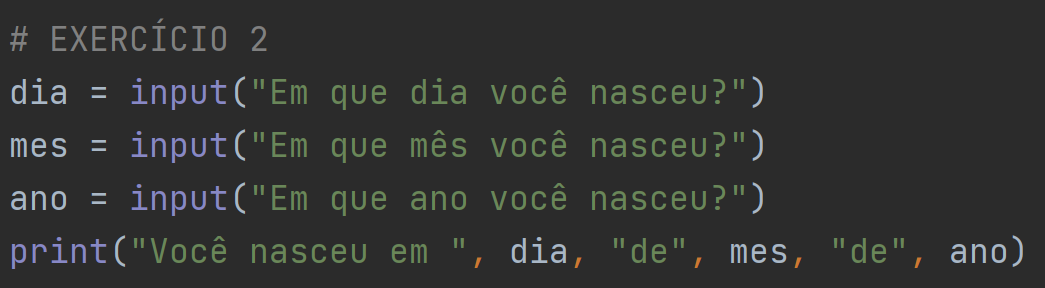 # EXERCÍCIO 2
dia = input("Em que dia você nasceu?")
mes = input("Em que mês você nasceu?")
ano = input("Em que ano você nasceu?")
print("Você nasceu em ", dia, "de", mes, "de", ano)